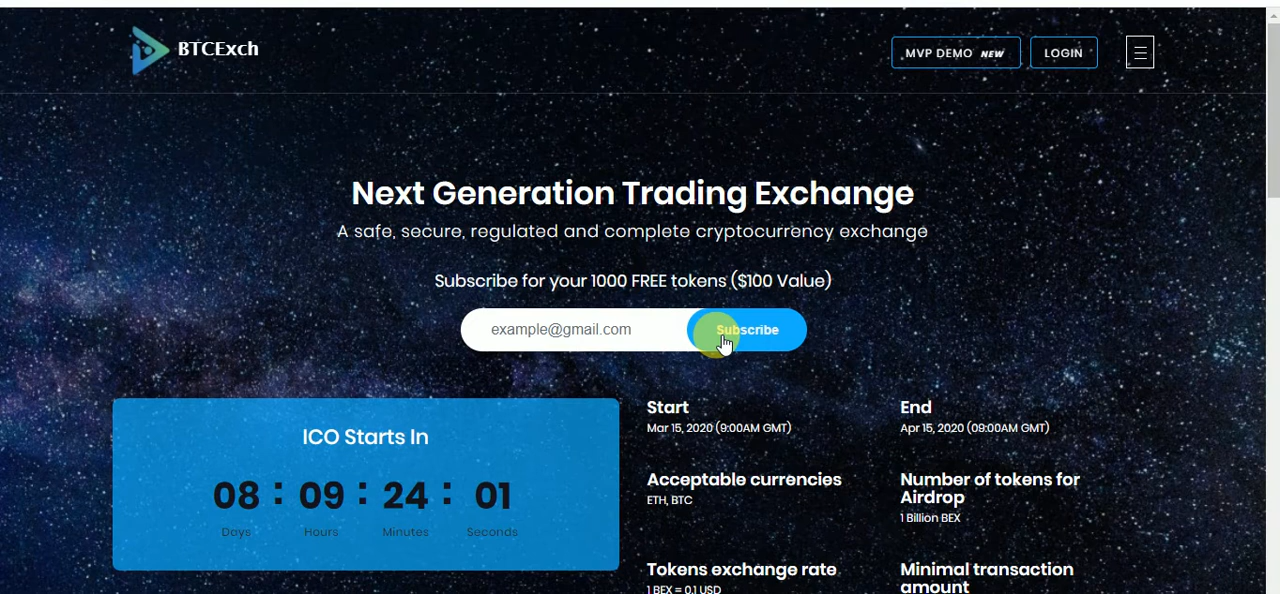 BTCExch
MVP DEMO NEW
LOGIN
Next Generation Trading Exchange
A safe, secure, regulated and complete cryptocurrency exchange
Subscribe for your 1000 FREE tokens ($100 Value)
example@gmail.com
Subscribe
ICO Starts In
08 : 09 : 24 : 01
Days Hours Minutes Seconds
Start
Mar 15, 2020 (9:00AM GMT)
End
Apr 15, 2020 (09:00AM GMT)
Acceptable currencies
ETH, BTC
Number of tokens for
Airdrop
1 Billion BEX
Tokens exchange rate
1 BEX = 0.1 USD
Minimal transaction
amount